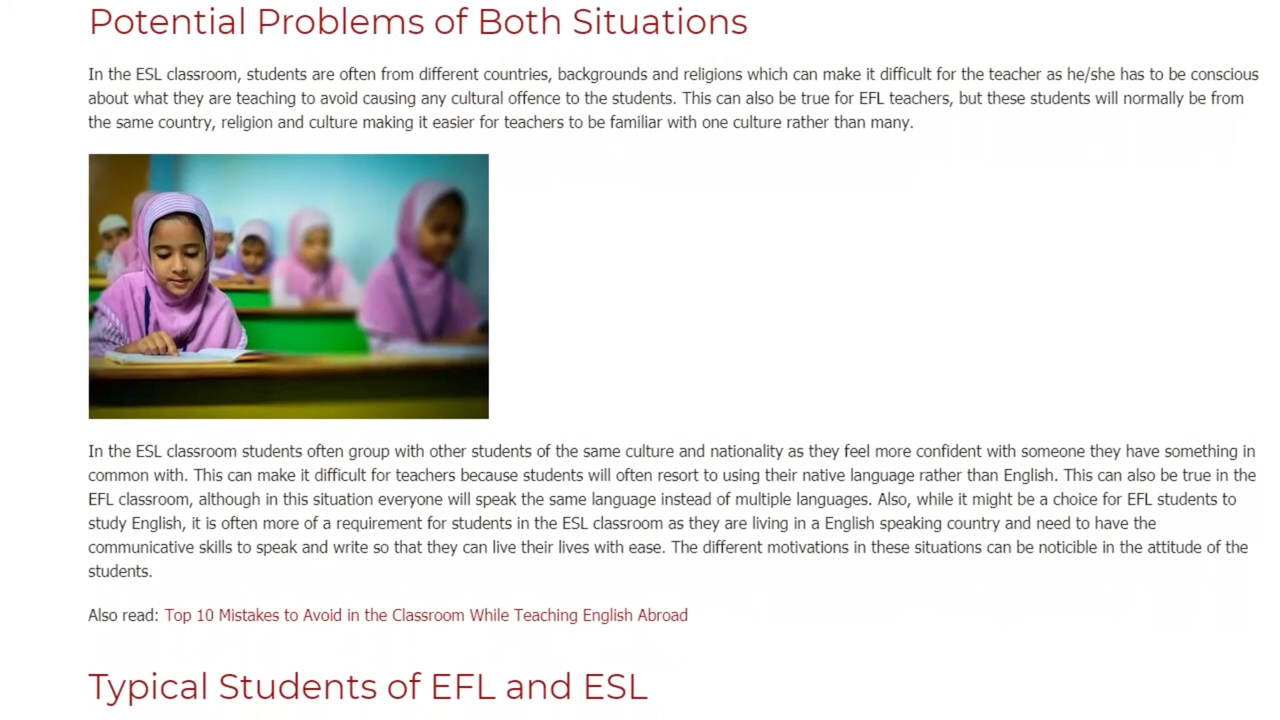 Potential Problems of Both Situations
In the ESL classroom, students are often from different countries, backgrounds and religions which can make it difficult for the teacher as he/she has to be conscious
about what they are teaching to avoid causing any cultural offence to the students. This can also be true for EFL teachers, but these students will normally be from
the same country, religion and culture making it easier for teachers to be familiar with one culture rather than many.
In the ESL classroom students often group with other students of the same culture and nationality as they feel more confident with someone they have something in
common with. This can make it difficult for teachers because students will often resort to using their native language rather than English. This can also be true in the
EFL classroom, although in this situation everyone will speak the same language instead of multiple languages. Also, while it might be a choice for EFL students to
study English, it is often more of a requirement for students in the ESL classroom as they are living in a English speaking country and need to have the
communicative skills to speak and write so that they can live their lives with ease. The different motivations in these situations can be noticible in the attitude of the
students.
Also read: Top 10 Mistakes to Avoid in the Classroom While Teaching English Abroad
Typical Students of EFL and ESL